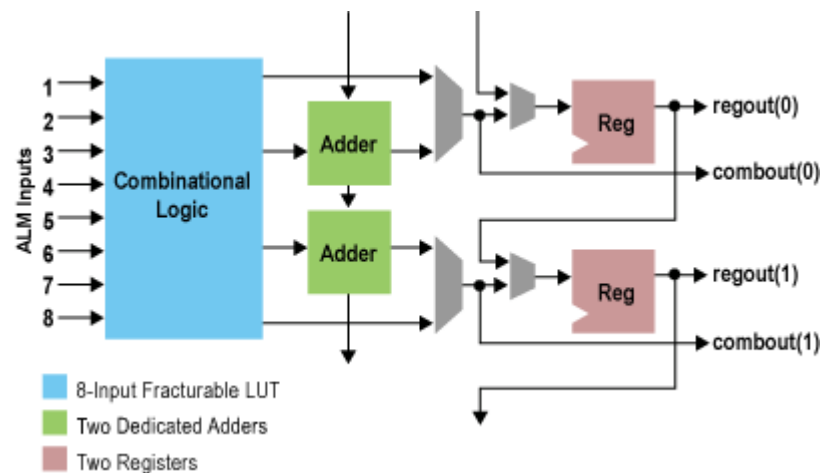 ALM Inputs
1
2
3
4
5
6
7
8
Combinational
Logic
Adder
Adder
Reg
regout(0)
combout(0)
Reg
regout(1)
combout(1)
8-Input Fracturable LUT
Two Dedicated Adders
Two Registers